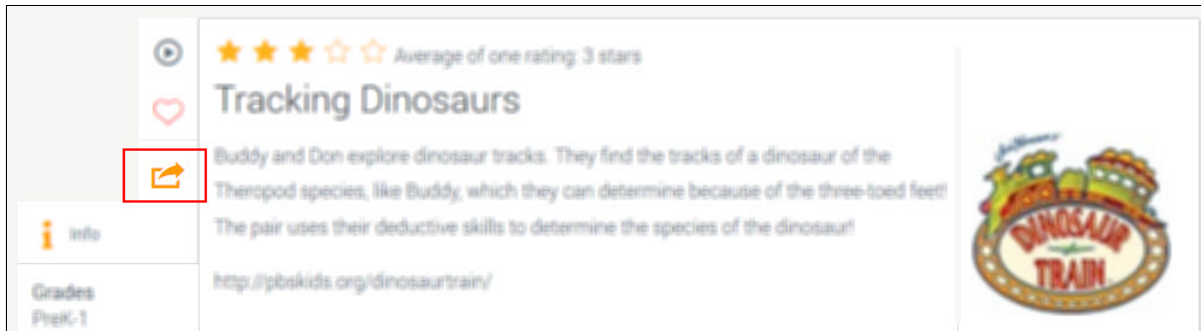 Average of one rating: 3 stars
Tracking Dinosaurs
Buddy and Don explore dinosaur tracks. They find the tracks of a dinosaur of the
Theropod species, like Buddy, which they can determine because of the three-toed feet!
The pair uses their deductive skills to determine the species of the dinosaur!
http://pbskids.org/dinosaurtrain/
Info
Grades
PreK-1
DINOSAUR
TRAIN